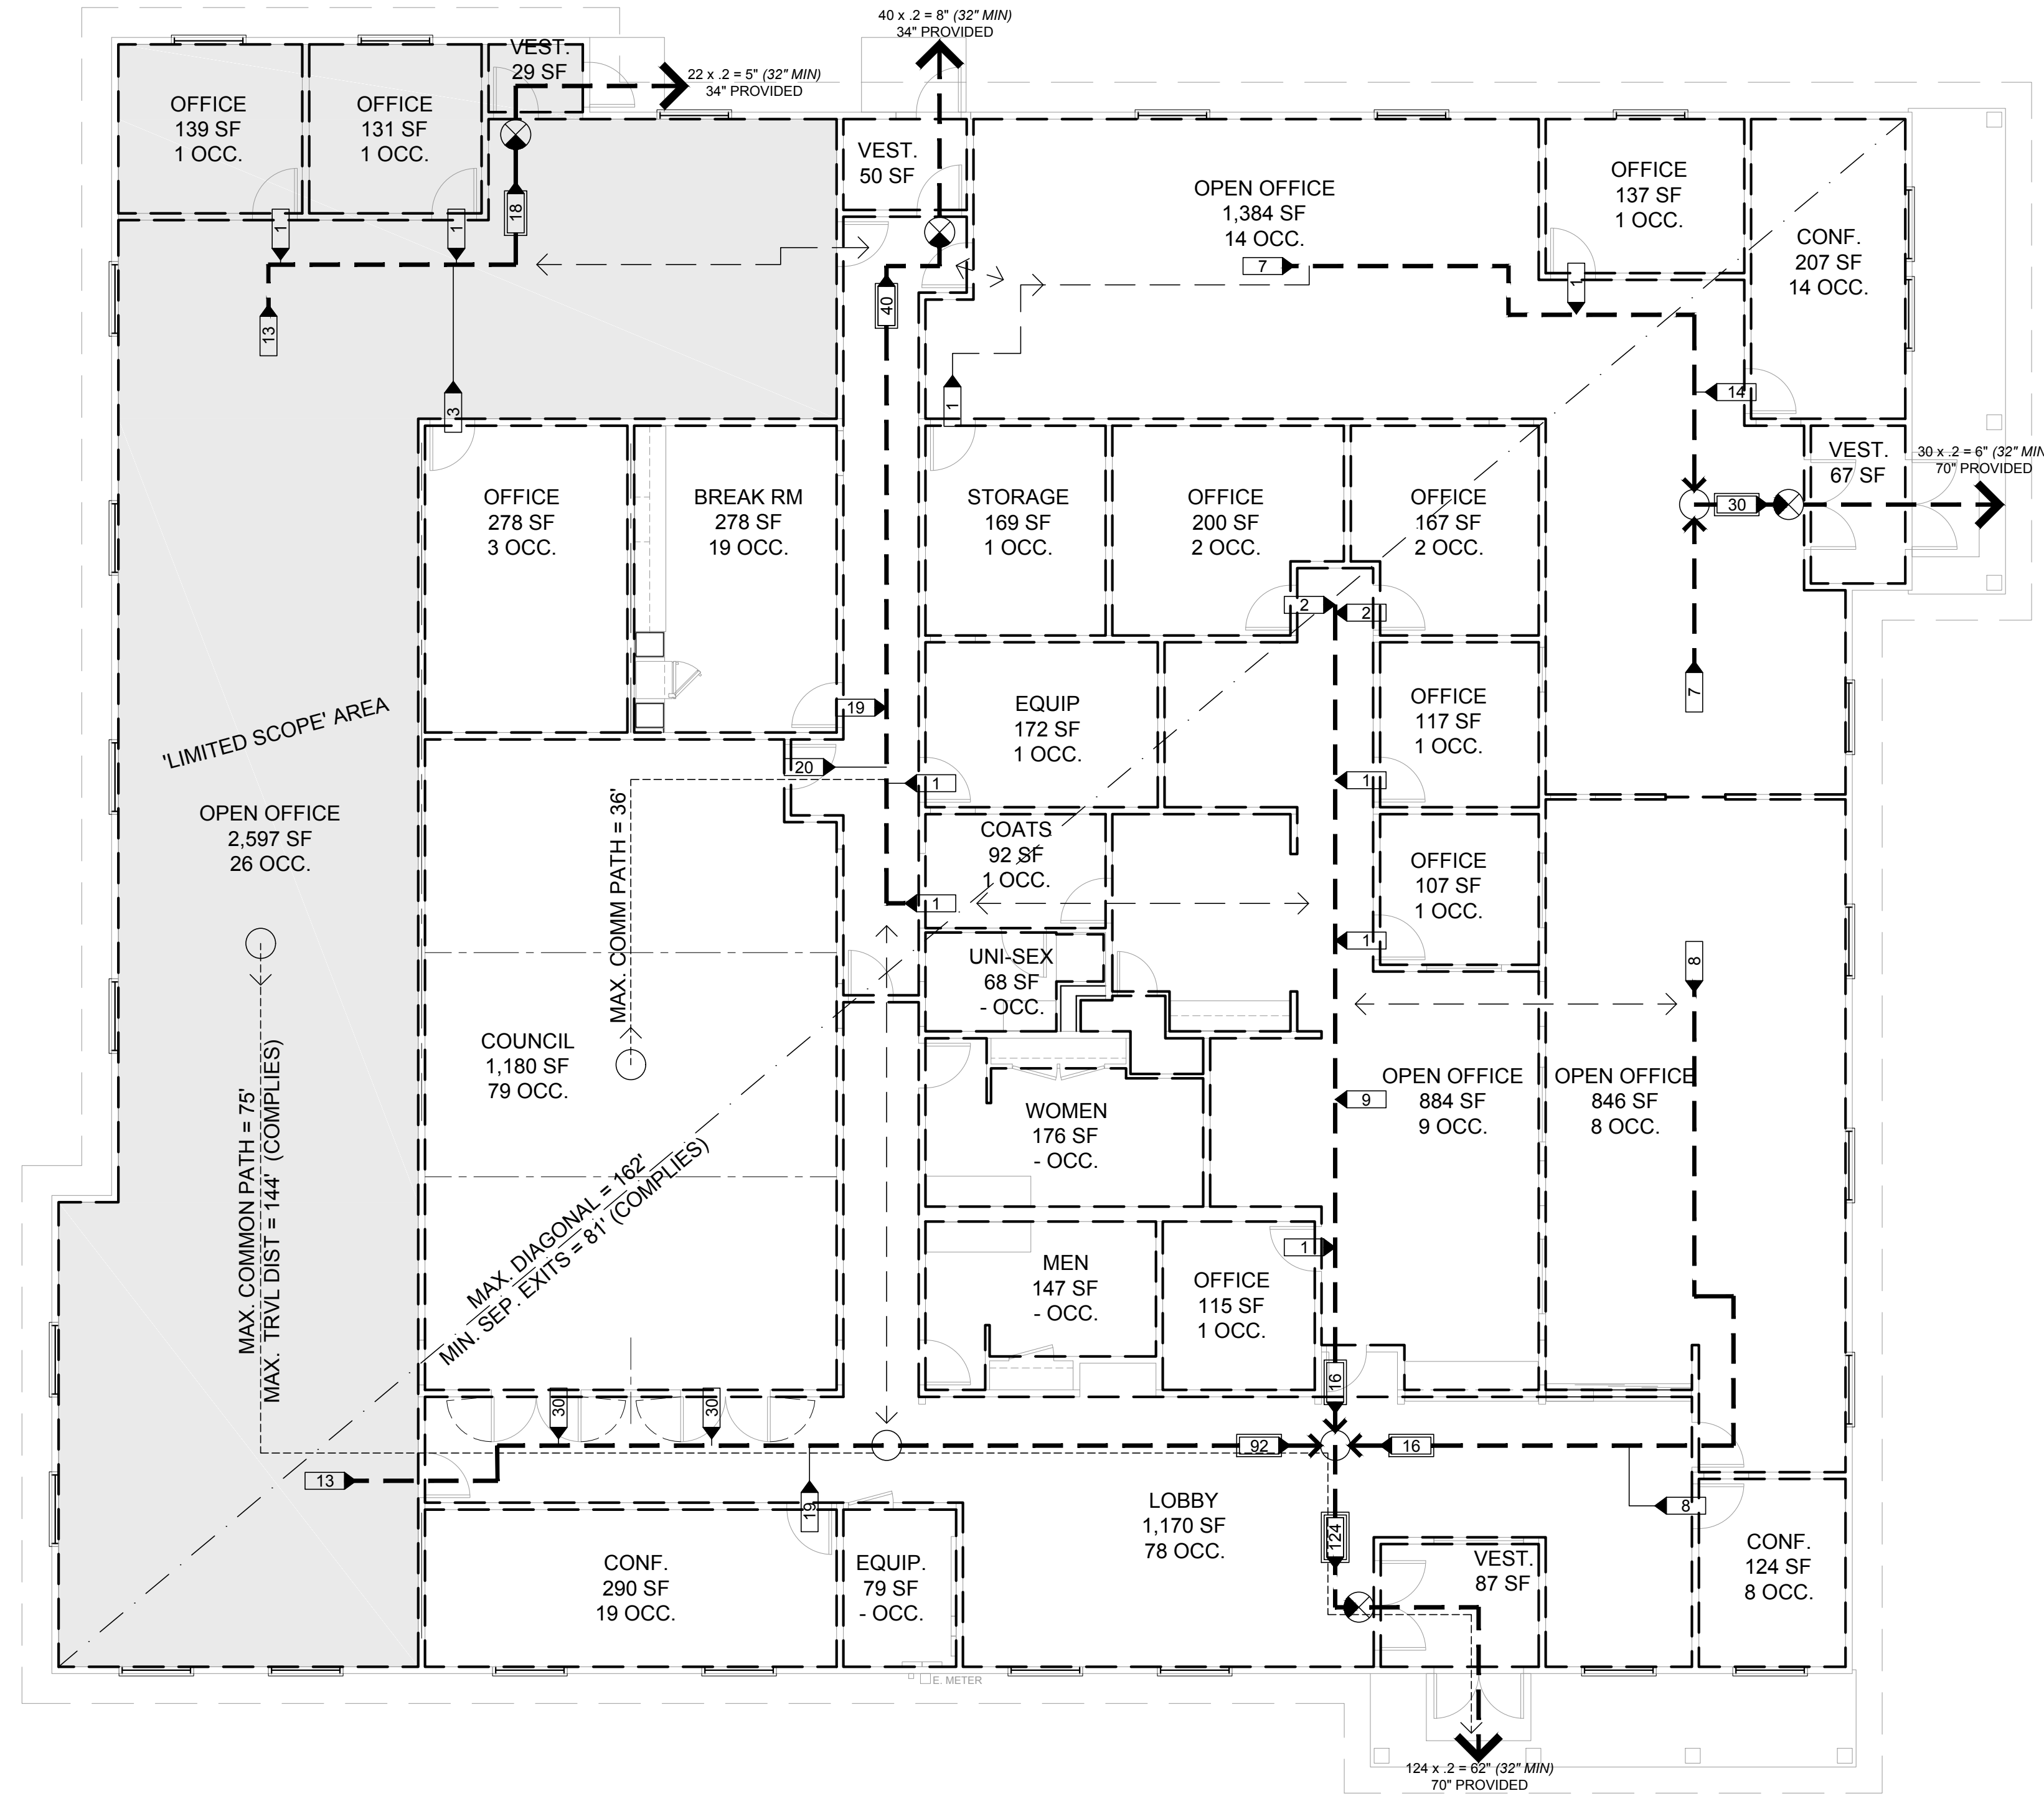 40 x .2 = 8" (32" MIN)
34" PROVIDED
VEST.
29 SF
22 x .2 = 5" (32" MIN)
34" PROVIDED
OFFICE
139 SF
1 OCC.
OFFICE
131 SF
1 OCC.
VEST.
50 SF
OPEN OFFICE
1,384 SF
14 OCC.
OFFICE
137 SF
1 OCC.
CONF.
207 SF
14 OCC.
1
1
18
13
3
40
7
1
1
14
VEST.
67 SF
30 x .2 = 6" (32" MIN
70" PROVIDED
30
OFFICE
278 SF
3 OCC.
BREAK RM
278 SF
19 OCC.
STORAGE
169 SF
1 OCC.
OFFICE
200 SF
2 OCC.
OFFICE
167 SF
2 OCC.
2
2
7
19
EQUIP
172 SF
1 OCC.
OFFICE
117 SF
1 OCC.
'LIMITED SCOPE' AREA
20
1
1
OPEN OFFICE
2,597 SF
26 OCC.
MAX. COMM PATH = 36'
COATS
92 SF
1 OCC.
OFFICE
107 SF
1 OCC.
1
1
8
UNI-SEX
68 SF
- OCC.
COUNCIL
1,180 SF
79 OCC.
OPEN OFFICE
884 SF
9 OCC.
OPEN OFFICE
846 SF
8 OCC.
9
WOMEN
176 SF
- OCC.
MAX. COMMON PATH = 75'
MAX. TRVL DIST = 144' (COMPLIES)
MAX. DIAGONAL = 162'
MIN. SEP. EXITS = 81' (COMPLIES)
MEN
147 SF
- OCC.
OFFICE
115 SF
1 OCC.
1
16
30
30
92
16
13
19
8
124
LOBBY
1,170 SF
78 OCC.
CONF.
290 SF
19 OCC.
EQUIP.
79 SF
- OCC.
VEST.
87 SF
CONF.
124 SF
8 OCC.
E. METER
124 x .2 = 62" (32" MIN)
70" PROVIDED